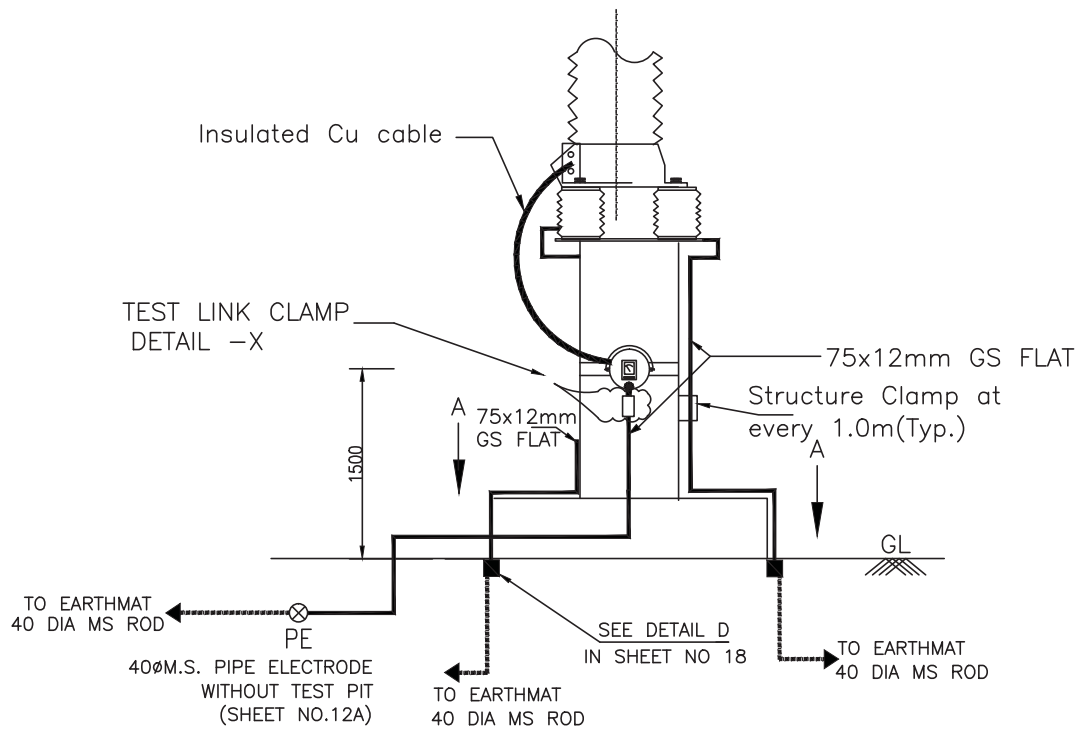 Insulated Cu cable
TEST LINK CLAMP
DETAIL -X
75x12mm GS FLAT
Structure Clamp at
every 1.0m(Typ.)
A
75x12mm
GS FLAT
A
1500
GL
TO EARTHMAT
40 DIA MS ROD
PE
40øM.S. PIPE ELECTRODE
WITHOUT TEST PIT
(SHEET NO.12A)
SEE DETAIL D
IN SHEET NO 18
TO EARTHMAT
40 DIA MS ROD
TO EARTHMAT
40 DIA MS ROD